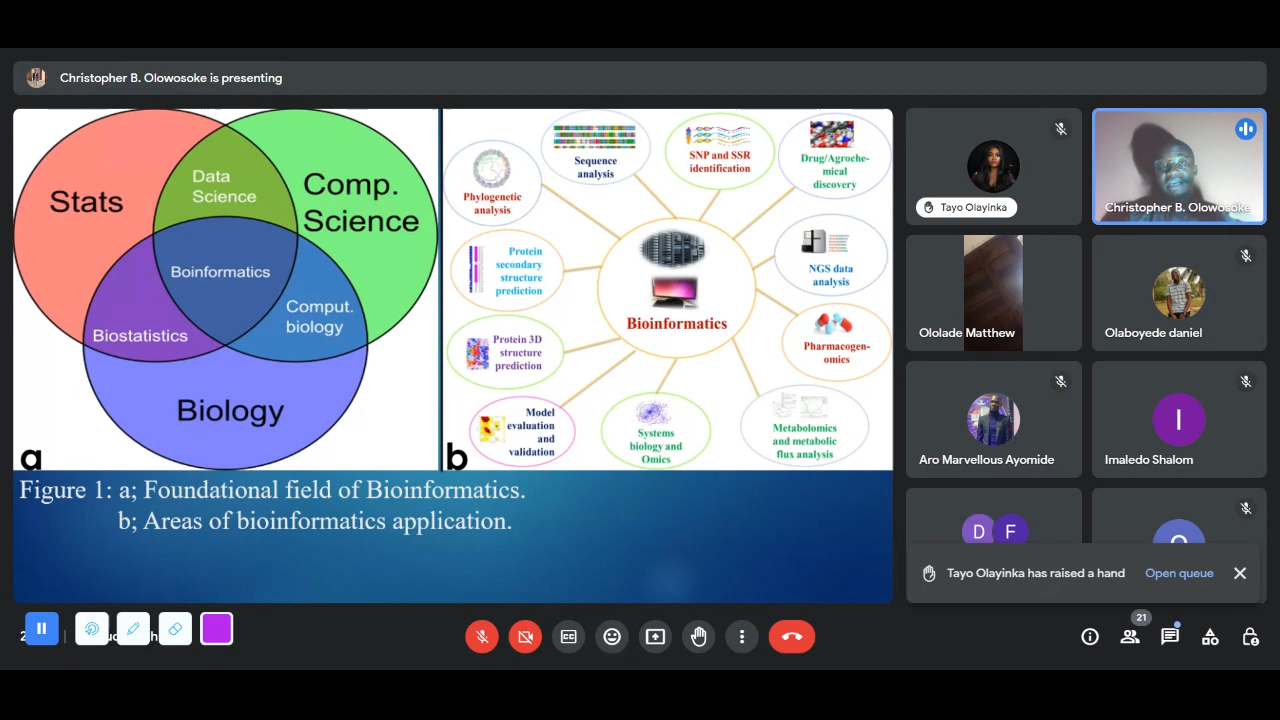 Christopher B. Olowosoke is presenting
Stats
Data
Science
Comp.
Science
Boinformatics
Biostatistics
Comput.
biology
Biology
a
Sequence
analysis
SNP and SSR
identification
Drug/Agroche-
mical
discovery
Phylogenetic
analysis
Protein
secondary
structure
prediction
NGS data
analysis
Bioinformatics
Protein 3D
structure
prediction
Pharmacogen-
omics
Model
evaluation
and
validation
Systems
biology and
Omics
Metabolomics
and metabolic
flux analysis
b
Figure 1: a; Foundational field of Bioinformatics.
b; Areas of bioinformatics application.
Tayo Olayinka
Christopher B. Olowosoke
Ololade Matthew
Olaboyede daniel
Aro Marvellous Ayomide
I
Imaledo Shalom
D
F
Tayo Olayinka has raised a hand
Open queue
21